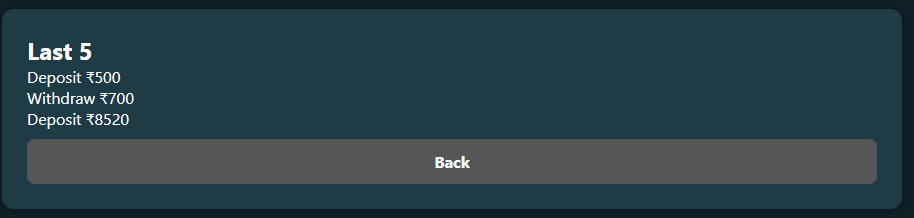 Last 5
Deposit ₹500
Withdraw ₹700
Deposit ₹8520
Back